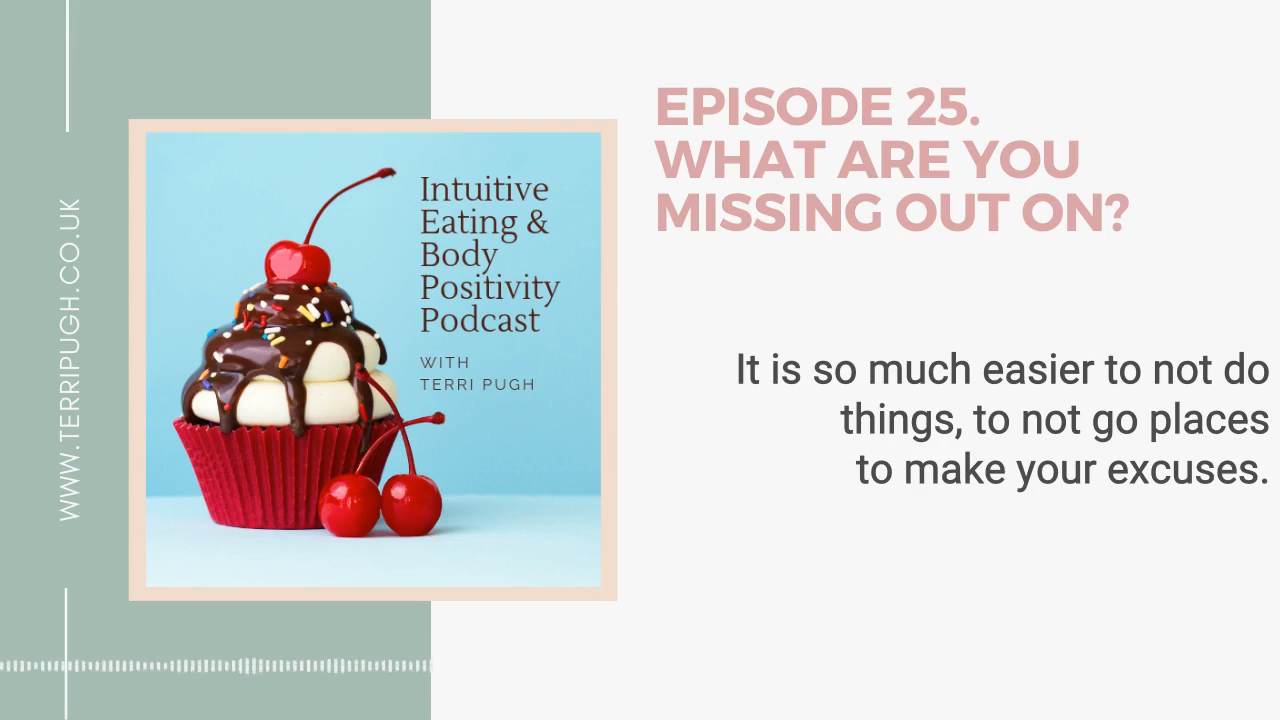 WWW.TERRIPUGH.CO.UK
Intuitive
Eating &
Body
Positivity
Podcast
WITH
TERRI PUGH
EPISODE 25.
WHAT ARE YOU
MISSING OUT ON?
It is so much easier to not do
things, to not go places
to make your excuses.